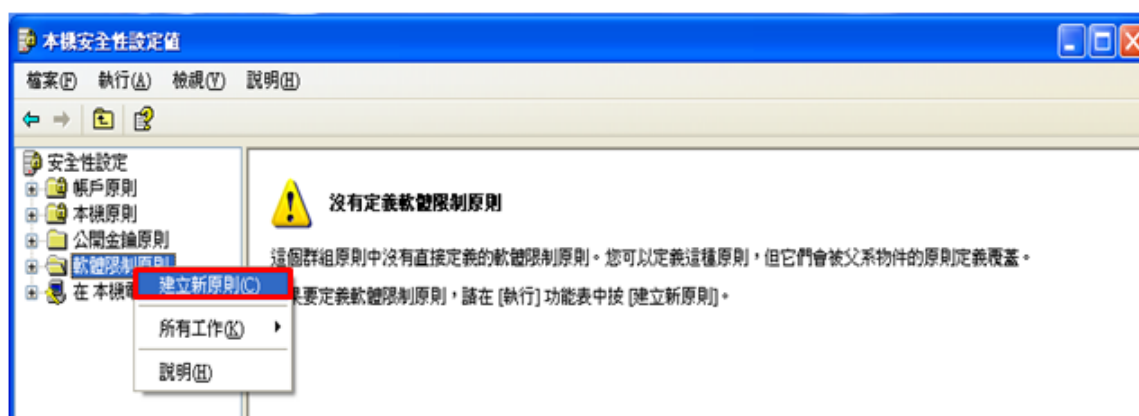 本機安全性設定值
檔案(F) 執行(A) 檢視(V) 説明(H)
安全性設定
帳戶原則
本機原則
公開金鑰原則
軟體限制原則
在 本機
沒有定義軟體限制原則
這個群組原則中沒有直接定義的軟體限制原則。您可以定義這種原則，但它們會被父系物件的原則定義覆蓋。
要定義軟體限制原則，請在 [執行] 功能表中按 [建立新原則]。
建立新原則(C)
所有工作(K)
説明(H)